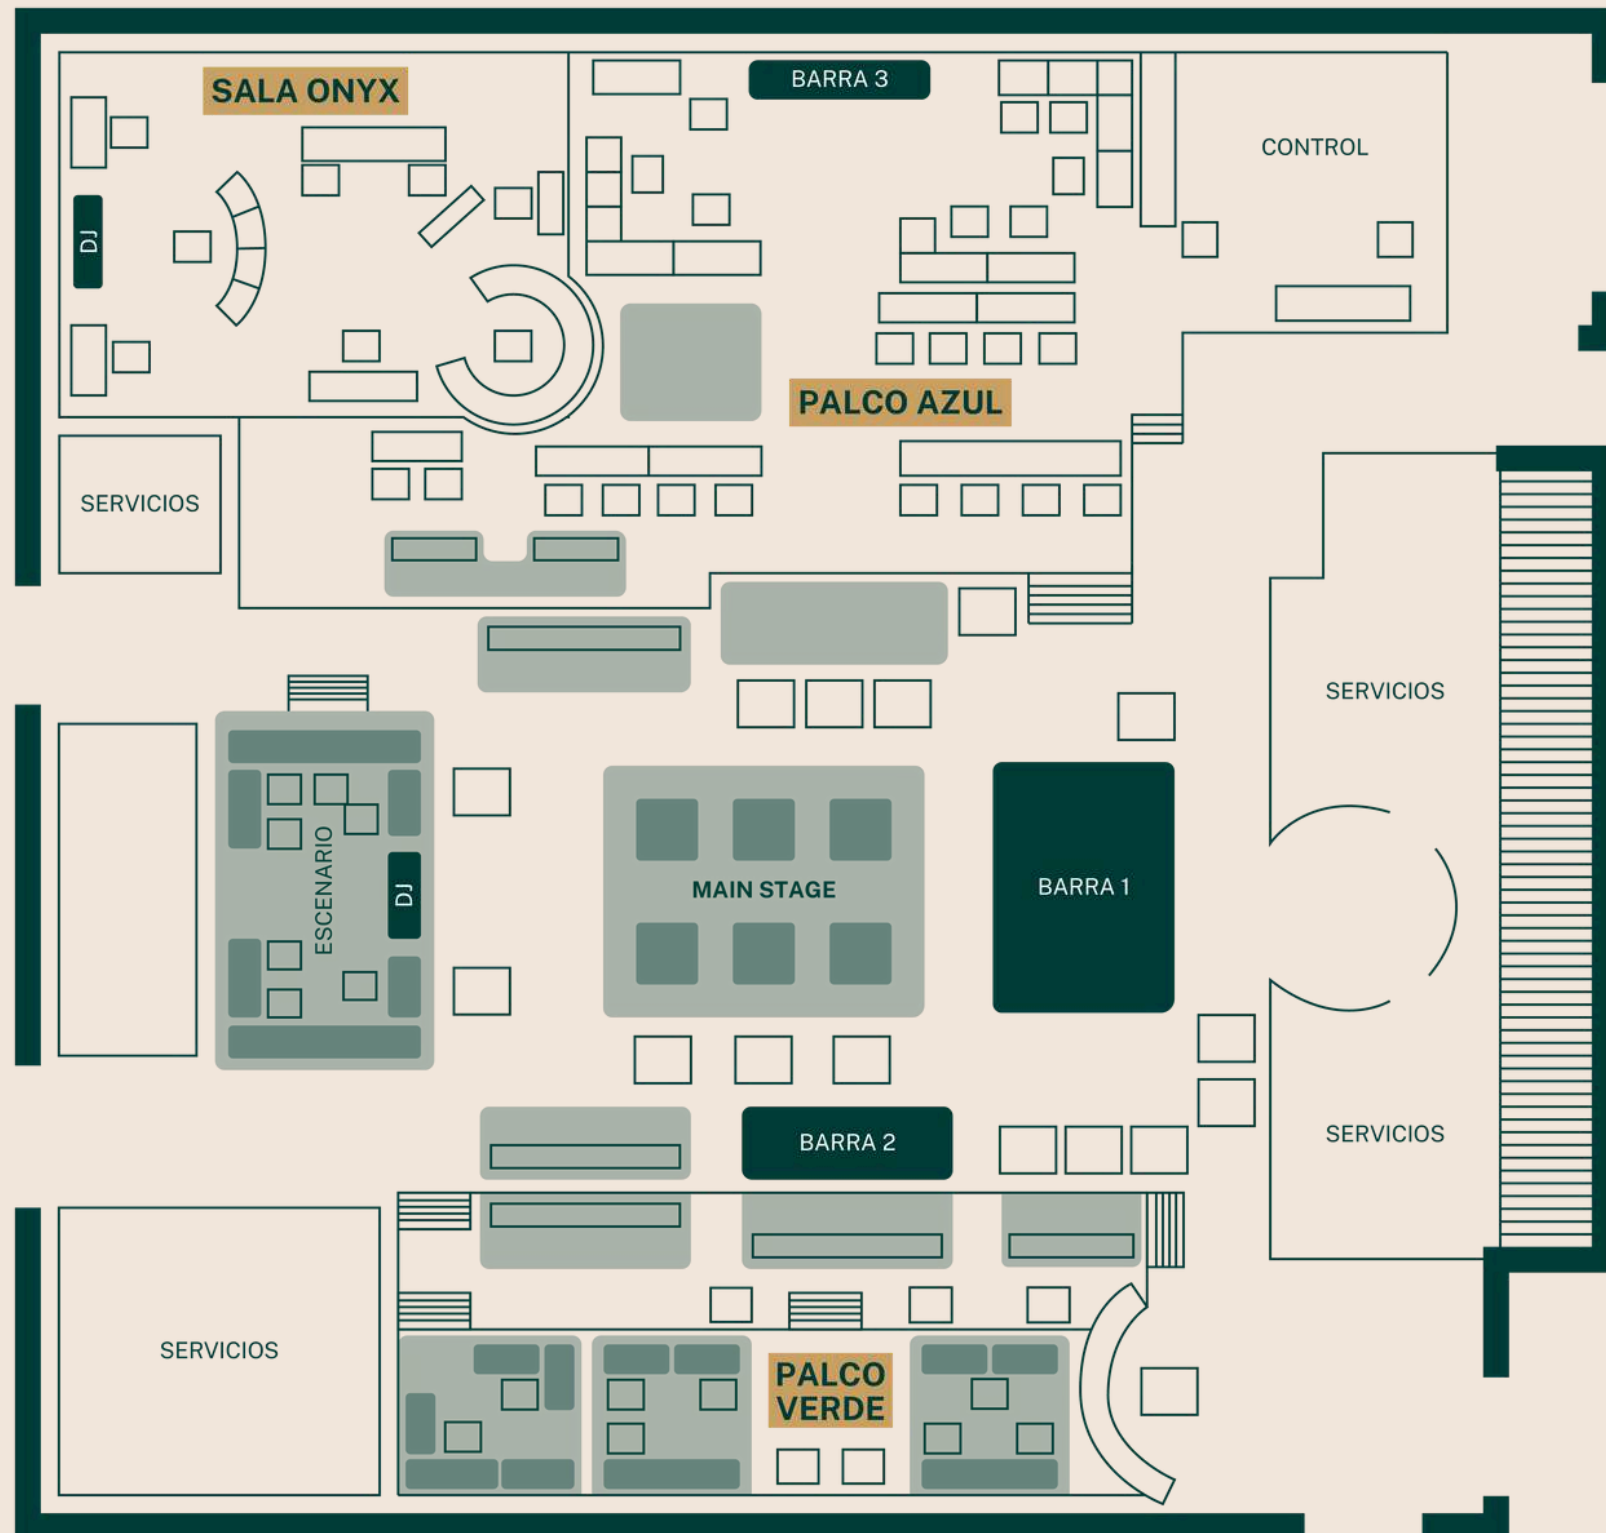 SALA ONYX
BARRA 3
CONTROL
DJ
PALCO AZUL
SERVICIOS
SERVICIOS
ESCENARIO
DJ
MAIN STAGE
BARRA 1
BARRA 2
SERVICIOS
SERVICIOS
PALCO
VERDE